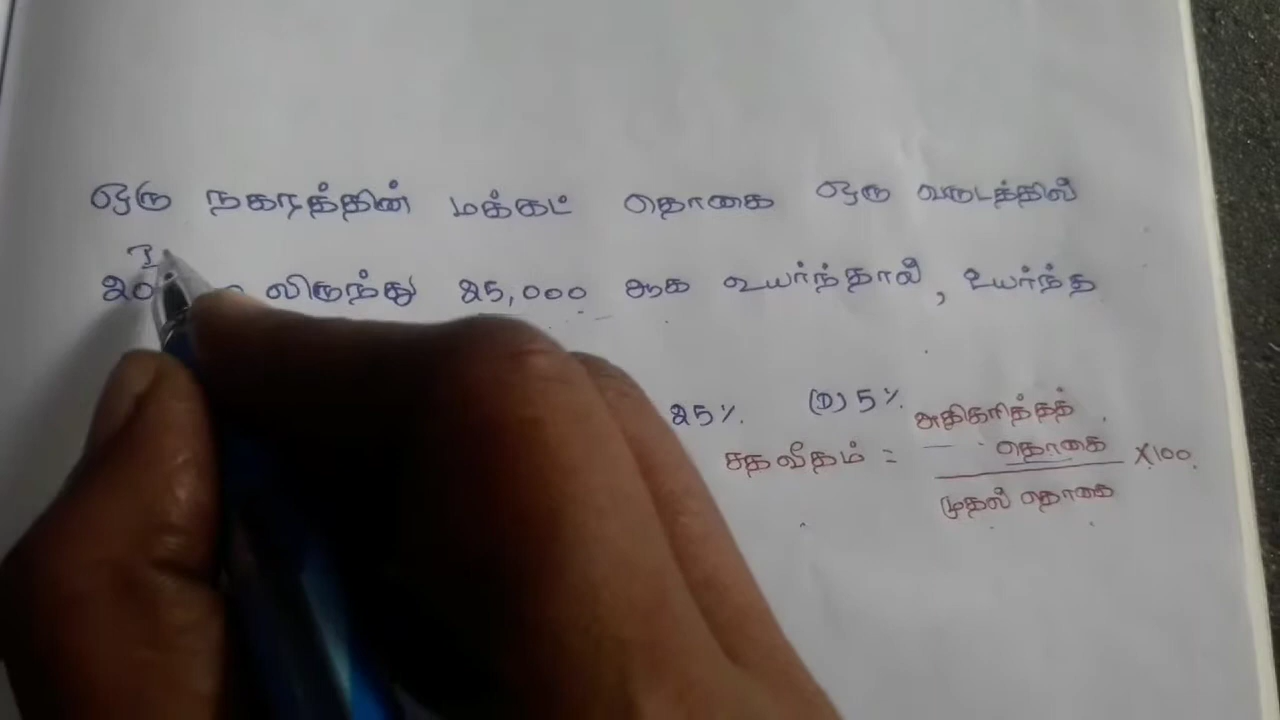 ஒரு நகரத்தின் மக்கட் தொகை ஒரு வருடத்தில்
லிருந்து 25,000 ஆக உயர்ந்தால், உயர்ந்த
25%. (D) 5%.
அதிகரித்தத்
சதவீதம் = தொகை X100
முதல் தொகை